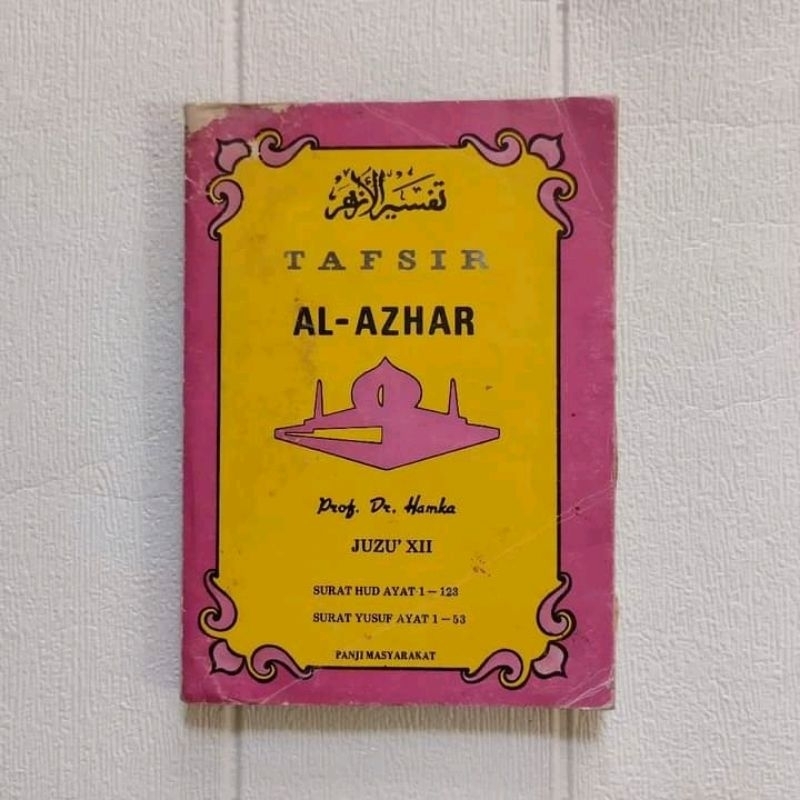 تفسير الأزهر
TAFSIR
AL-AZHAR
Prof. Dr. Hamka
JUZU' XII
SURAT HUD AYAT 1 – 123
SURAT YUSUF AYAT 1 – 53
PANJI MASYARAKAT